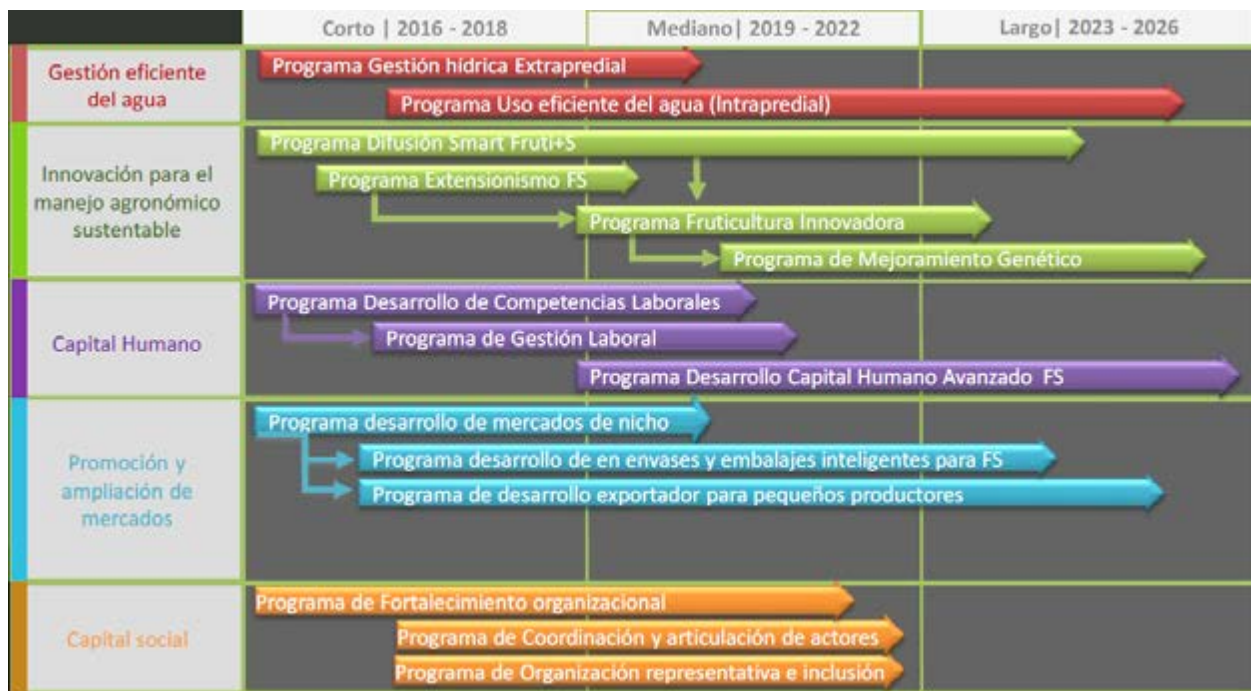 Corto | 2016 - 2018 Mediano| 2019 - 2022 Largo| 2023 - 2026
Gestión eficiente
del agua
Programa Gestión hídrica Extrapredial
Programa Uso eficiente del agua (Intrapredial)
Innovación para el
manejo agronómico
sustentable
Programa Difusión Smart Fruti+S
Programa Extensionismo FS
Programa Fruticultura Innovadora
Programa de Mejoramiento Genético
Capital Humano
Programa Desarrollo de Competencias Laborales
Programa de Gestión Laboral
Programa Desarrollo Capital Humano Avanzado FS
Promoción y
ampliación de
mercados
Programa desarrollo de mercados de nicho
Programa desarrollo de en envases y embalajes inteligentes para FS
Programa de desarrollo exportador para pequeños productores
Capital social
Programa de Fortalecimiento organizacional
Programa de Coordinación y articulación de actores
Programa de Organización representativa e inclusión